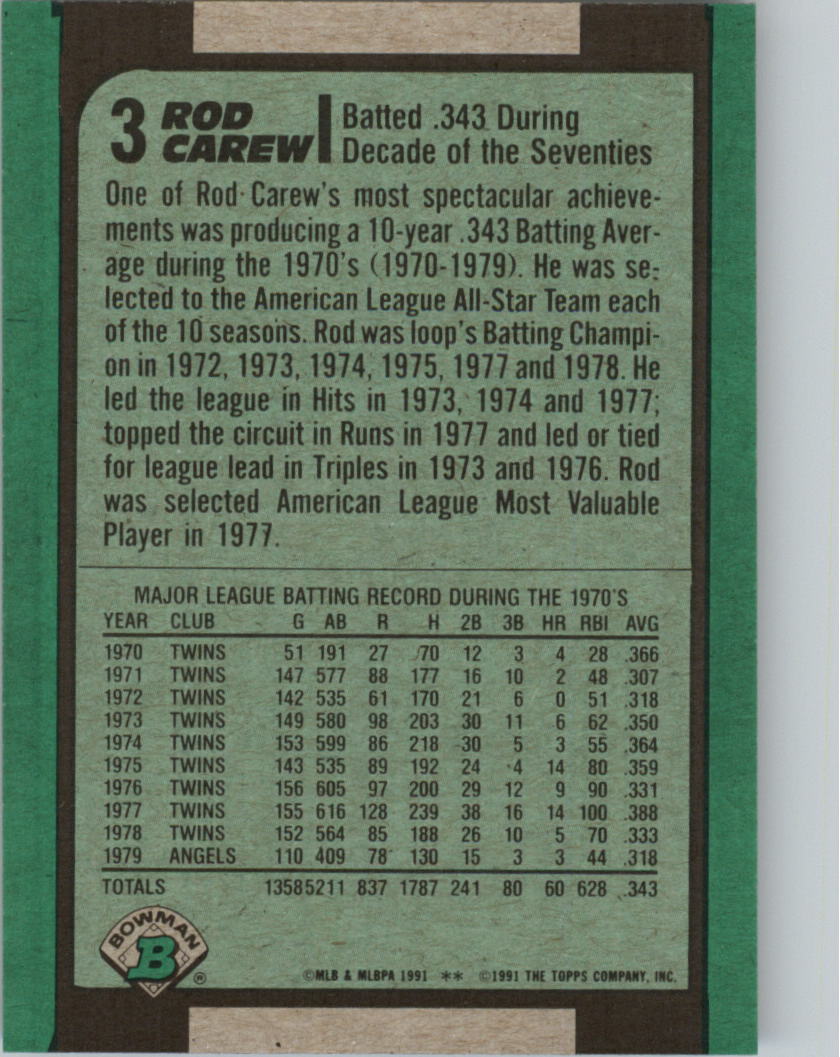 3 ROD CAREW
Batted .343 During
Decade of the Seventies
One of Rod Carew's most spectacular achieve-
ments was producing a 10-year .343 Batting Aver-
age during the 1970's (1970-1979). He was se-
lected to the American League All-Star Team each
of the 10 seasons. Rod was loop's Batting Champi-
on in 1972, 1973, 1974, 1975, 1977 and 1978. He
led the league in Hits in 1973, 1974 and 1977;
topped the circuit in Runs in 1977 and led or tied
for league lead in Triples in 1973 and 1976. Rod
was selected American League Most Valuable
Player in 1977.
MAJOR LEAGUE BATTING RECORD DURING THE 1970'S
YEAR CLUB G AB R H 2B 3B HR RBI AVG
1970 TWINS 51 191 27 70 12 3 4 28 .366
1971 TWINS 147 577 88 177 16 10 2 48 .307
1972 TWINS 142 535 61 170 21 6 0 51 .318
1973 TWINS 149 580 98 203 30 11 6 62 .350
1974 TWINS 153 599 86 218 30 5 3 55 .364
1975 TWINS 143 535 89 192 24 4 14 80 .359
1976 TWINS 156 605 97 200 29 12 9 90 .331
1977 TWINS 155 616 128 239 38 16 14 100 .388
1978 TWINS 152 564 85 188 26 10 5 70 .333
1979 ANGELS 110 409 78 130 15 3 3 44 .318
TOTALS 1358 5211 837 1787 241 80 60 628 .343
BOWMAN
B ®
©MLB & MLBPA 1991 ** ©1991 THE TOPPS COMPANY, INC.